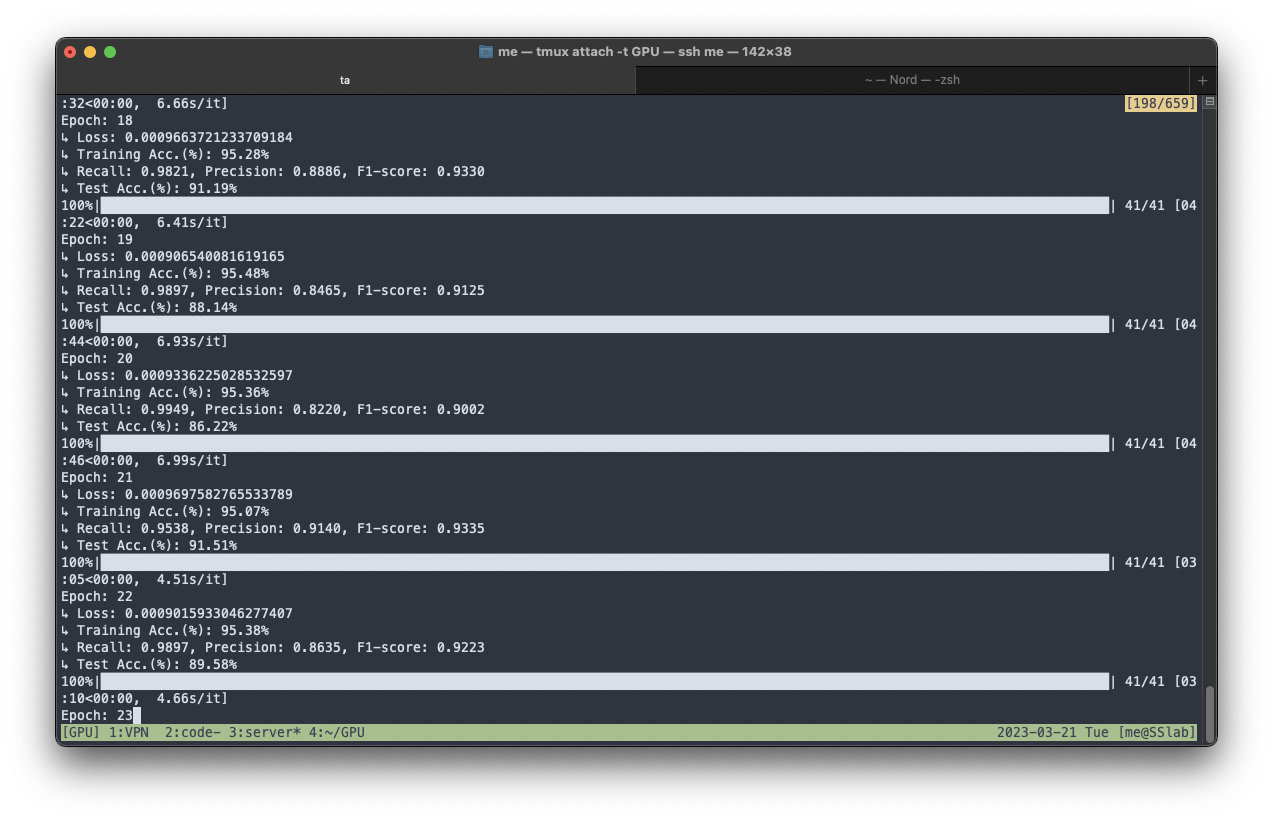 me — tmux attach -t GPU — ssh me — 142×38
ta
~ — Nord — -zsh
+
:32<00:00,  6.66s/it] [198/659]
Epoch: 18
↳ Loss: 0.0009663721233709184
↳ Training Acc.(%): 95.28%
↳ Recall: 0.9821, Precision: 0.8886, F1-score: 0.9330
↳ Test Acc.(%): 91.19%
100%|██████████| 41/41 [04
:22<00:00,  6.41s/it]
Epoch: 19
↳ Loss: 0.000906540081619165
↳ Training Acc.(%): 95.48%
↳ Recall: 0.9897, Precision: 0.8465, F1-score: 0.9125
↳ Test Acc.(%): 88.14%
100%|██████████| 41/41 [04
:44<00:00,  6.93s/it]
Epoch: 20
↳ Loss: 0.0009336225028532597
↳ Training Acc.(%): 95.36%
↳ Recall: 0.9949, Precision: 0.8220, F1-score: 0.9002
↳ Test Acc.(%): 86.22%
100%|██████████| 41/41 [04
:46<00:00,  6.99s/it]
Epoch: 21
↳ Loss: 0.0009697582765533789
↳ Training Acc.(%): 95.07%
↳ Recall: 0.9538, Precision: 0.9140, F1-score: 0.9335
↳ Test Acc.(%): 91.51%
100%|██████████| 41/41 [03
:05<00:00,  4.51s/it]
Epoch: 22
↳ Loss: 0.0009015933046277407
↳ Training Acc.(%): 95.38%
↳ Recall: 0.9897, Precision: 0.8635, F1-score: 0.9223
↳ Test Acc.(%): 89.58%
100%|██████████| 41/41 [03
:10<00:00,  4.66s/it]
Epoch: 23
[GPU] 1:VPN  2:code- 3:server* 4:~/GPU 2023-03-21 Tue [me@SSlab]